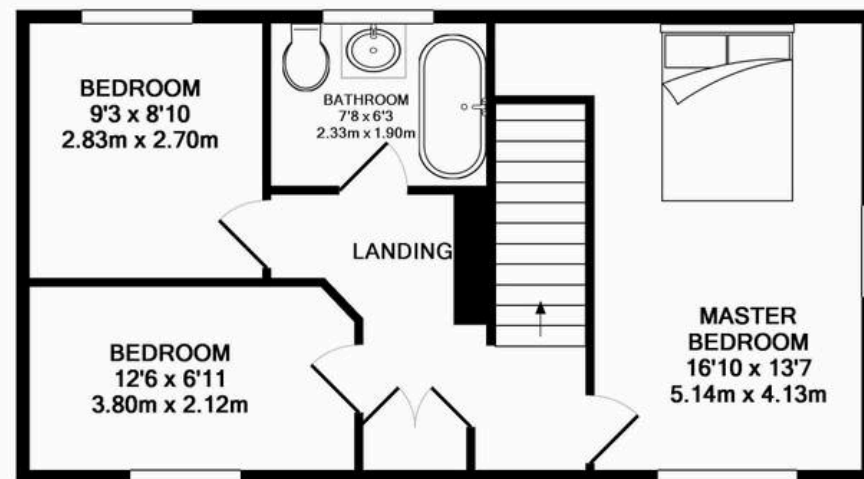 BEDROOM
9'3 x 8'10
2.83m x 2.70m
BATHROOM
7'8 x 6'3
2.33m x 1.90m
LANDING
BEDROOM
12'6 x 6'11
3.80m x 2.12m
MASTER
BEDROOM
16'10 x 13'7
5.14m x 4.13m